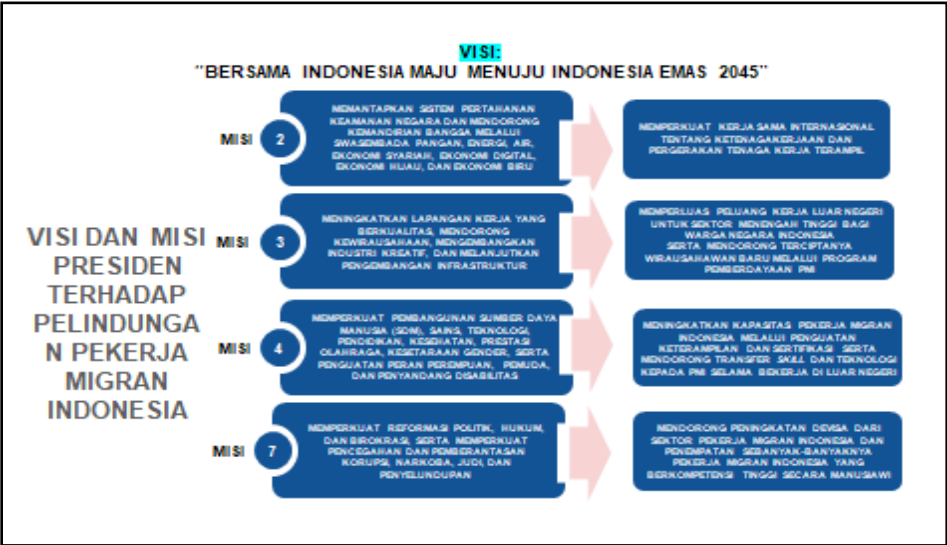 VISI:
"BERSAMA INDONESIA MAJU MENUJU INDONESIA EMAS 2045"
VISI DAN MISI
PRESIDEN
TERHADAP
PELINDUNGA
N PEKERJA
MIGRAN
INDONESIA
MISI 2
MEMANTAPKAN SISTEM PERTAHANAN
KEAMANAN NEGARA DAN MENDORONG
KEMANDIRIAN BANGSA MELALUI
SWASEMBADA PANGAN, ENERGI, AIR,
EKONOMI SYARIAH, EKONOMI DIGITAL,
EKONOMI HIJAU, DAN EKONOMI BIRU
MEMPERKUAT KERJA SAMA INTERNASIONAL
TENTANG KETENAGAKERJAAN DAN
PERGERAKAN TENAGA KERJA TERAMPIL
MISI 3
MENINGKATKAN LAPANGAN KERJA YANG
BERKUALITAS, MENDORONG
KEWIRAUSAHAAN, MENGEMBANGKAN
INDUSTRI KREATIF, DAN MELANJUTKAN
PENGEMBANGAN INFRASTRUKTUR
MEMPERLUAS PELUANG KERJA LUAR NEGERI
UNTUK SEKTOR MENENGAH TINGGI BAGI
WARGA NEGARA INDONESIA
SERTA MENDORONG TERCIPTANYA
WIRAUSAHAWAN BARU MELALUI PROGRAM
PEMBERDAYAAN PMI
MISI 4
MEMPERKUAT PEMBANGUNAN SUMBER DAYA
MANUSIA (SDM), SAINS, TEKNOLOGI,
PENDIDIKAN, KESEHATAN, PRESTASI
OLAHRAGA, KESETARAAN GENDER, SERTA
PENGUATAN PERAN PEREMPUAN, PEMUDA,
DAN PENYANDANG DISABILITAS
MENINGKATKAN KAPASITAS PEKERJA MIGRAN
INDONESIA MELALUI PENGUATAN
KETERAMPILAN DAN SERTIFIKASI SERTA
MENDORONG TRANSFER SKILL DAN TEKNOLOGI
KEPADA PMI SELAMA BEKERJA DI LUAR NEGERI
MISI 7
MEMPERKUAT REFORMASI POLITIK, HUKUM,
DAN BIROKRASI, SERTA MEMPERKUAT
PENCEGAHAN DAN PEMBERANTASAN
KORUPSI, NARKOBA, JUDI, DAN
PENYELUNDUPAN
MENDORONG PENINGKATAN DEVISA DARI
SEKTOR PEKERJA MIGRAN INDONESIA DAN
PENEMPATAN SEBANYAK-BANYAKNYA
PEKERJA MIGRAN INDONESIA YANG
BERKOMPETENSI TINGGI SECARA MANUSIAWI